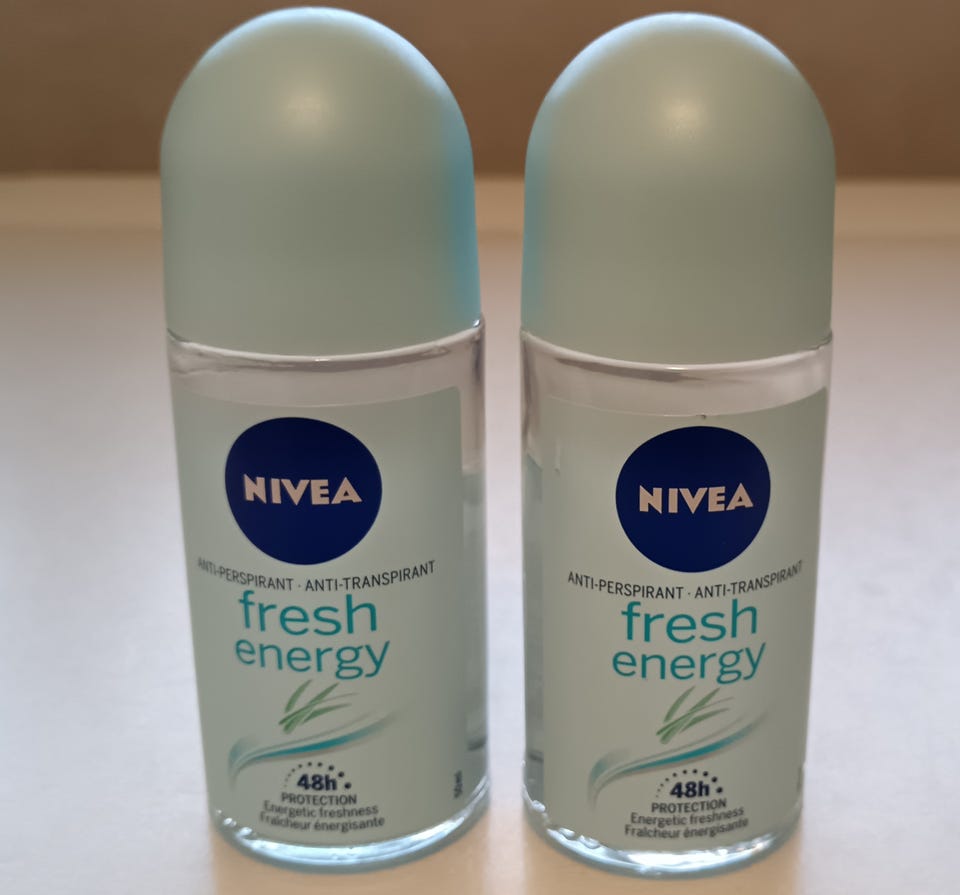 NIVEA
ANTI-PERSPIRANT · ANTI-TRANSPIRANT
fresh
energy
48h
PROTECTION
Energetic freshness
Fraîcheur énergisante
50ml
NIVEA
ANTI-PERSPIRANT · ANTI-TRANSPIRANT
fresh
energy
48h
PROTECTION
Energetic freshness
Fraîcheur énergisante